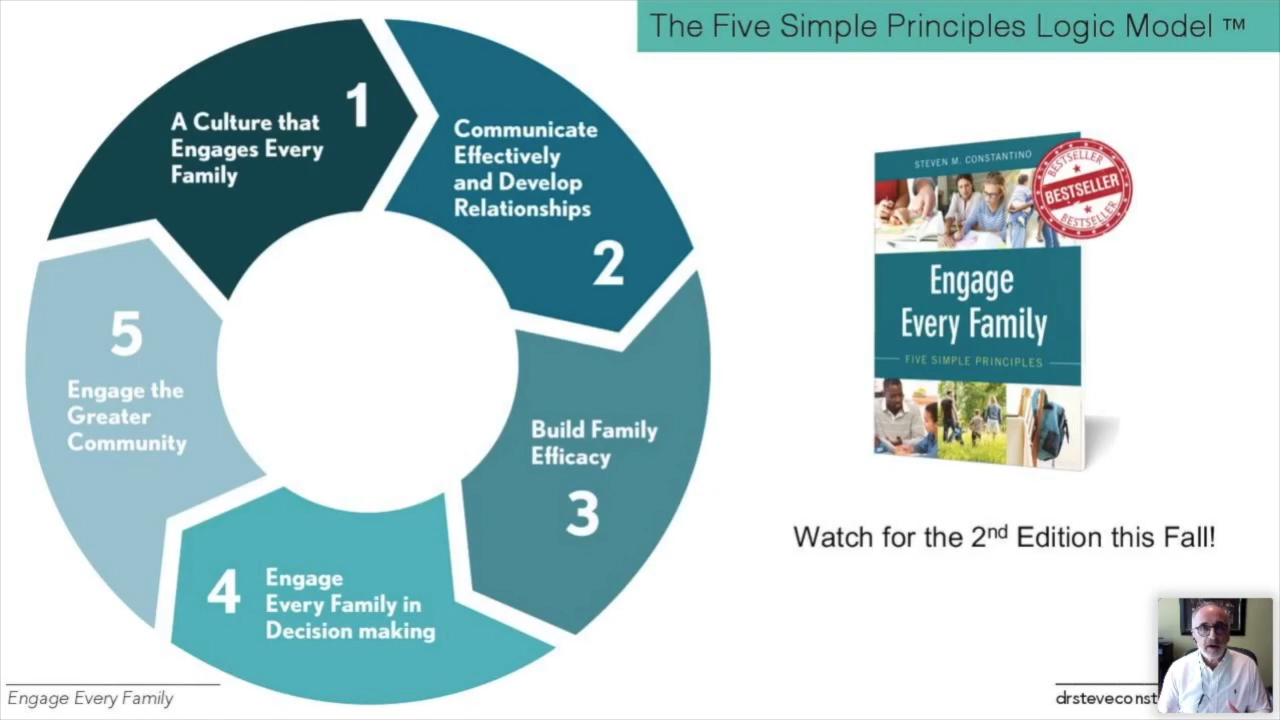 The Five Simple Principles Logic Model ™
1
A Culture that
Engages Every
Family
Communicate
Effectively
and Develop
Relationships
2
Build Family
Efficacy
3
4
Engage
Every Family in
Decision making
5
Engage the
Greater
Community
STEVEN M. CONSTANTINO
BESTSELLER
BESTSELLER
BESTSELLER
Engage
Every Family
FIVE SIMPLE PRINCIPLES
Watch for the 2nd Edition this Fall!
Engage Every Family
drsteveconst